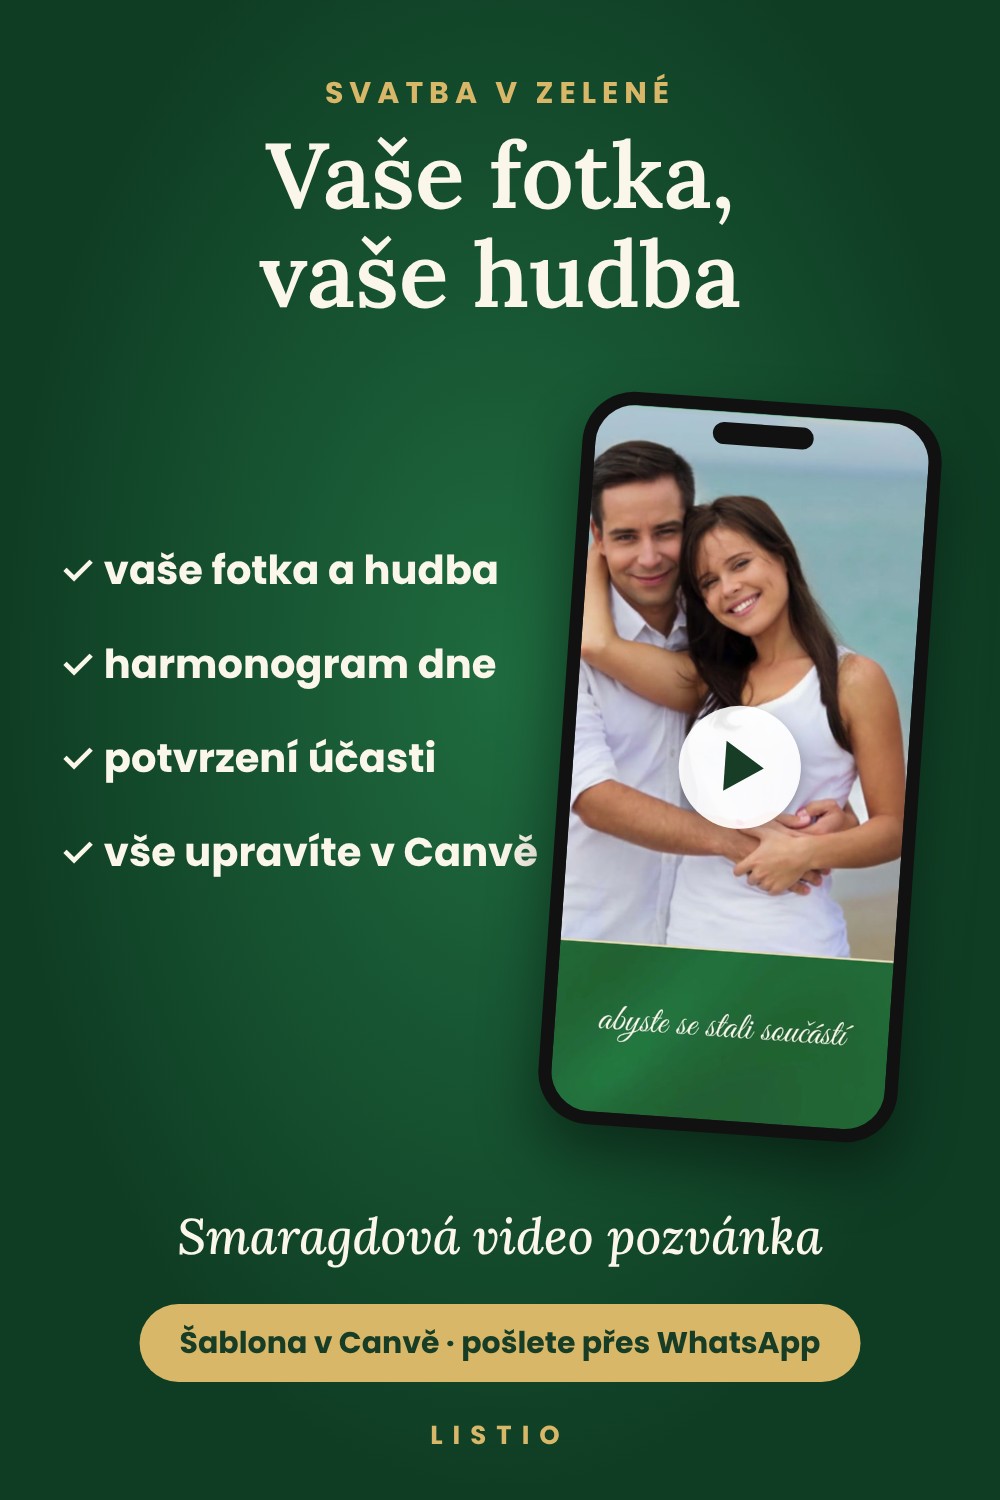 SVATBA V ZELENÉ
Vaše fotka,
vaše hudba
vaše fotka a hudba
harmonogram dne
potvrzení účasti
vše upravíte v Canvě
abyste se stali součástí
Smaragdová video pozvánka
Šablona v Canvě · pošlete přes WhatsApp
LISTIO